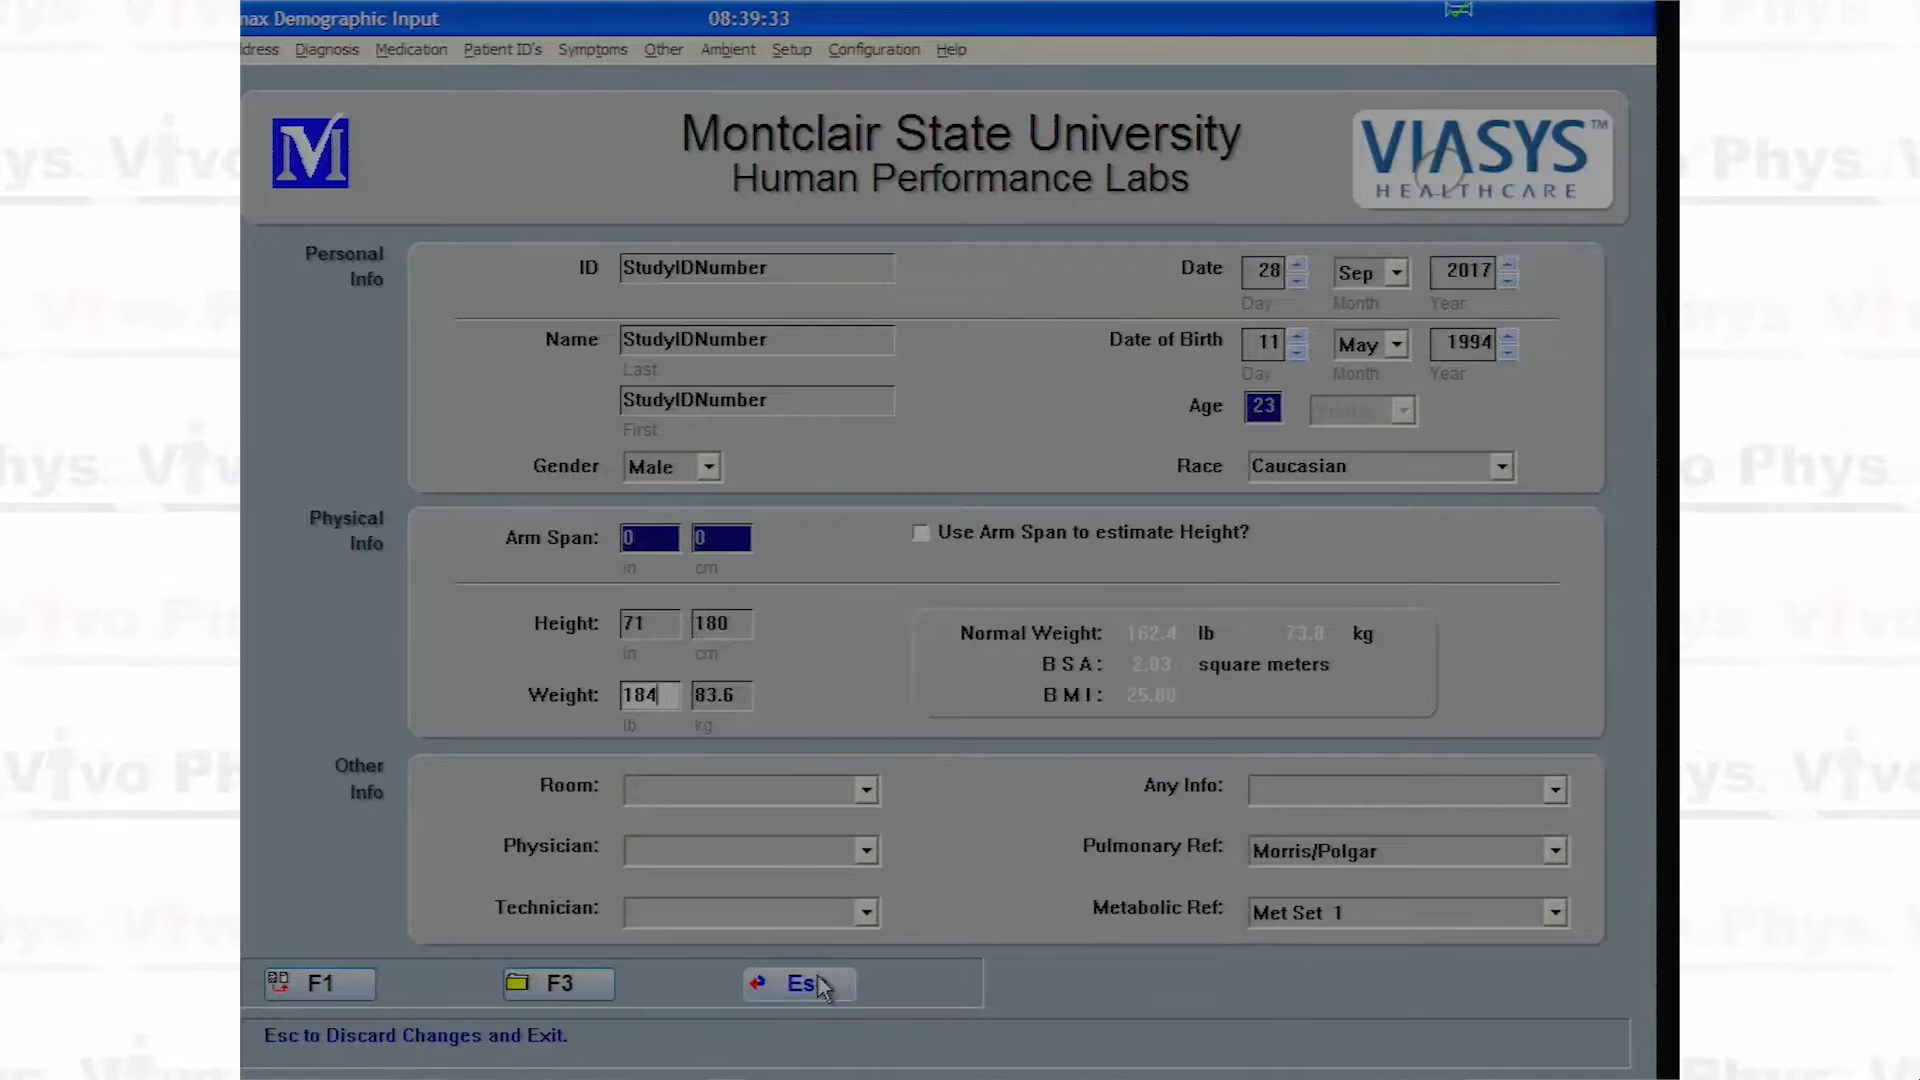 max Demographic Input 08:39:33
dress Diagnosis Medication Patient ID's Symptoms Other Ambient Setup Configuration Help
M
Montclair State University
Human Performance Labs
VIASYS™
HEALTHCARE
Personal
Info
ID StudyIDNumber
Date 28 Sep 2017
Day Month Year
Name StudyIDNumber
Last
Date of Birth 11 May 1994
Day Month Year
StudyIDNumber
First
Age 23
Gender Male
Race Caucasian
Physical
Info
Arm Span: 0 0
in cm
Use Arm Span to estimate Height?
Height: 71 180
in cm
Normal Weight: 162.4 lb 73.8 kg
B S A : 2.03 square meters
B M I : 25.80
Weight: 184 83.6
lb kg
Other
Info
Room:
Any Info:
Physician:
Pulmonary Ref: Morris/Polgar
Technician:
Metabolic Ref: Met Set 1
F1 F3 Es
Esc to Discard Changes and Exit.
Vivo Phys.